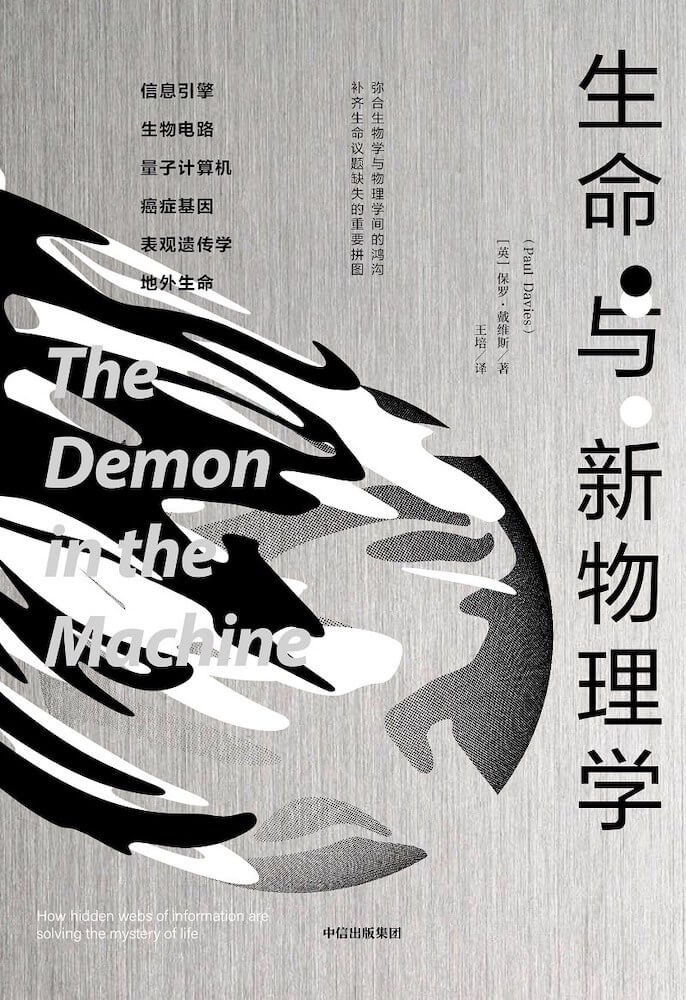 生命与新物理学
(Paul Davies)
[英] 保罗·戴维斯／著
王培／译
弥合生物学与物理学间的鸿沟
补齐生命议题缺失的重要拼图
信息引擎
生物电路
量子计算机
癌症基因
表观遗传学
地外生命
The
Demon
in the
Machine
How hidden webs of information are
solving the mystery of life
中信出版集团